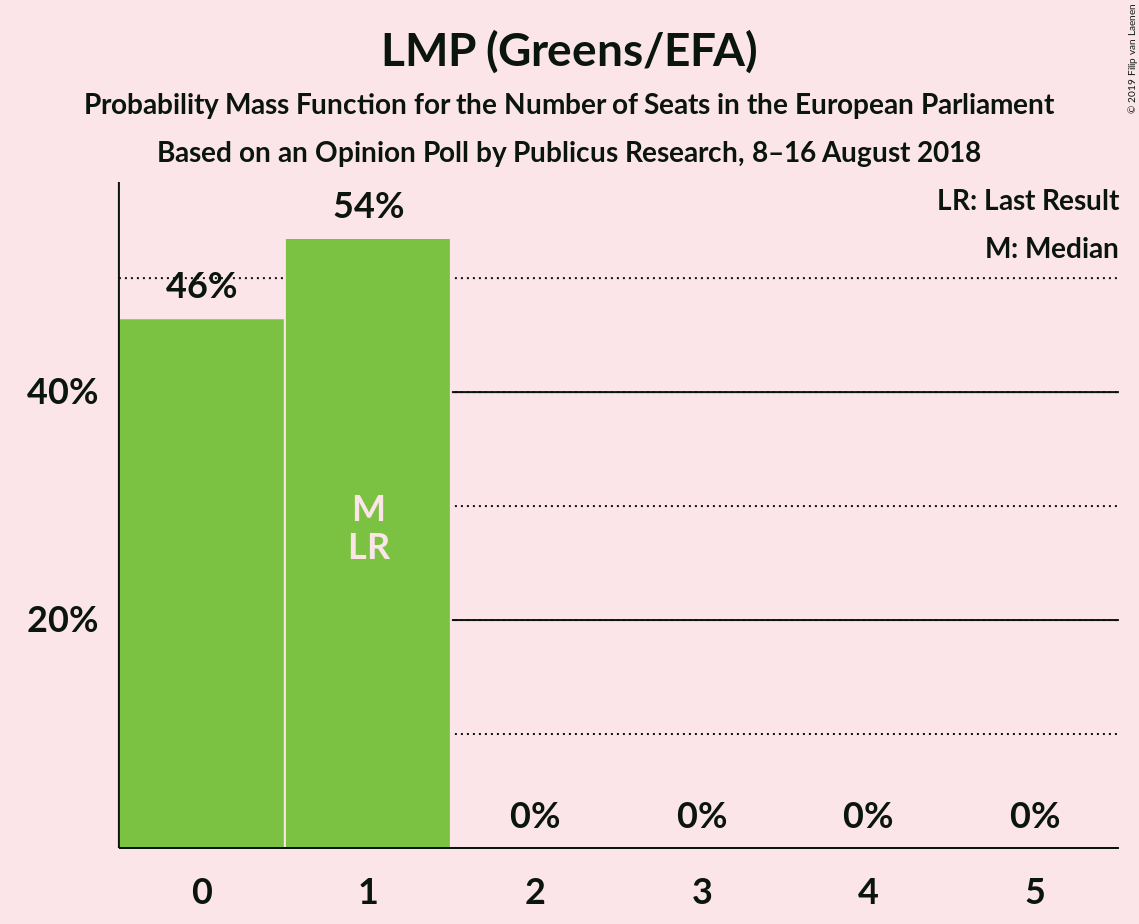 LMP (Greens/EFA)
Probability Mass Function for the Number of Seats in the European Parliament
Based on an Opinion Poll by Publicus Research, 8–16 August 2018
© 2019 Filip van Laenen
LR: Last Result
M: Median
54%
46%
40%
20%
M
LR
0% 0% 0% 0%
0 1 2 3 4 5